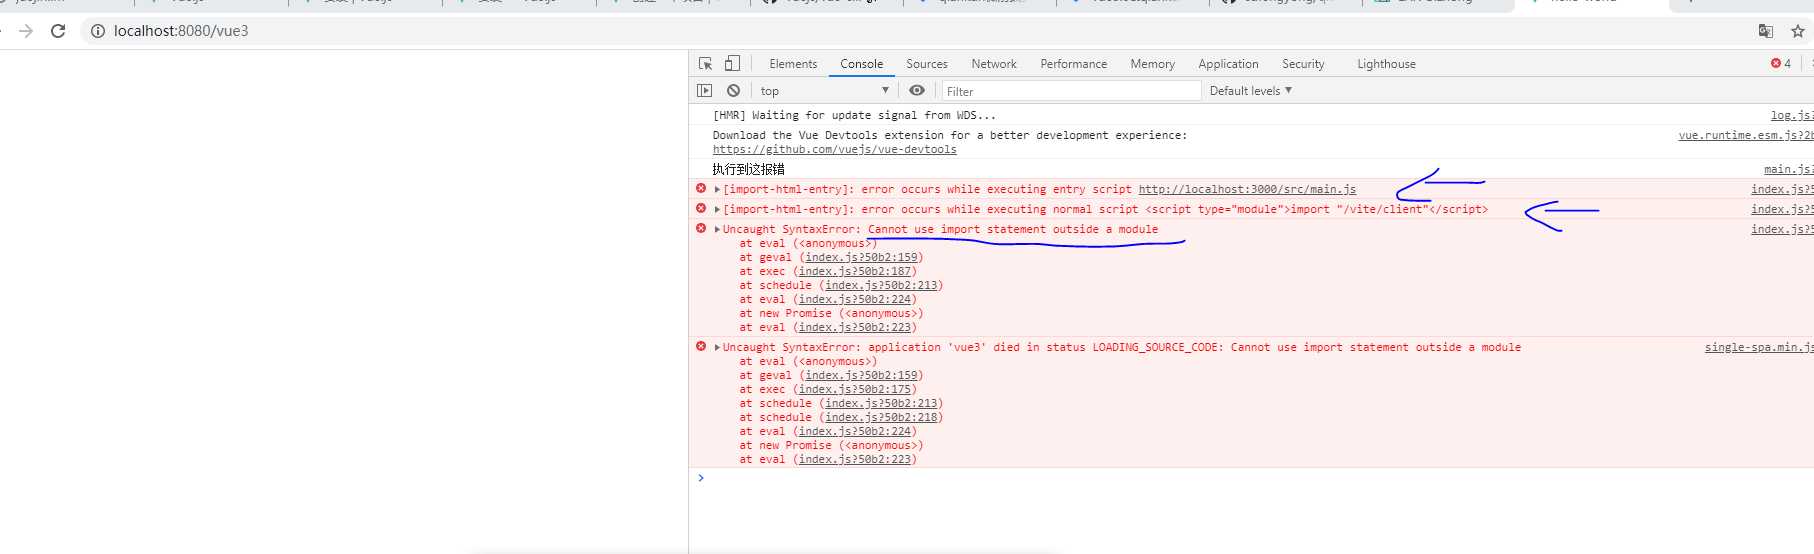 localhost:8080/vue3
Elements Console Sources Network Performance Memory Application Security Lighthouse 4
top Filter Default levels
[HMR] Waiting for update signal from WDS... log.js?
Download the Vue Devtools extension for a better development experience: vue.runtime.esm.js?2b
https://github.com/vuejs/vue-devtools
执行到这报错 main.js?
[import-html-entry]: error occurs while executing entry script http://localhost:3000/src/main.js index.js?5
[import-html-entry]: error occurs while executing normal script <script type="module">import "/vite/client"</script> index.js?5
Uncaught SyntaxError: Cannot use import statement outside a module index.js?5
at eval (<anonymous>)
at geval (index.js?50b2:159)
at exec (index.js?50b2:187)
at schedule (index.js?50b2:213)
at eval (index.js?50b2:224)
at new Promise (<anonymous>)
at eval (index.js?50b2:223)
Uncaught SyntaxError: application 'vue3' died in status LOADING_SOURCE_CODE: Cannot use import statement outside a module single-spa.min.js
at eval (<anonymous>)
at geval (index.js?50b2:159)
at exec (index.js?50b2:175)
at schedule (index.js?50b2:213)
at schedule (index.js?50b2:218)
at eval (index.js?50b2:224)
at new Promise (<anonymous>)
at eval (index.js?50b2:223)